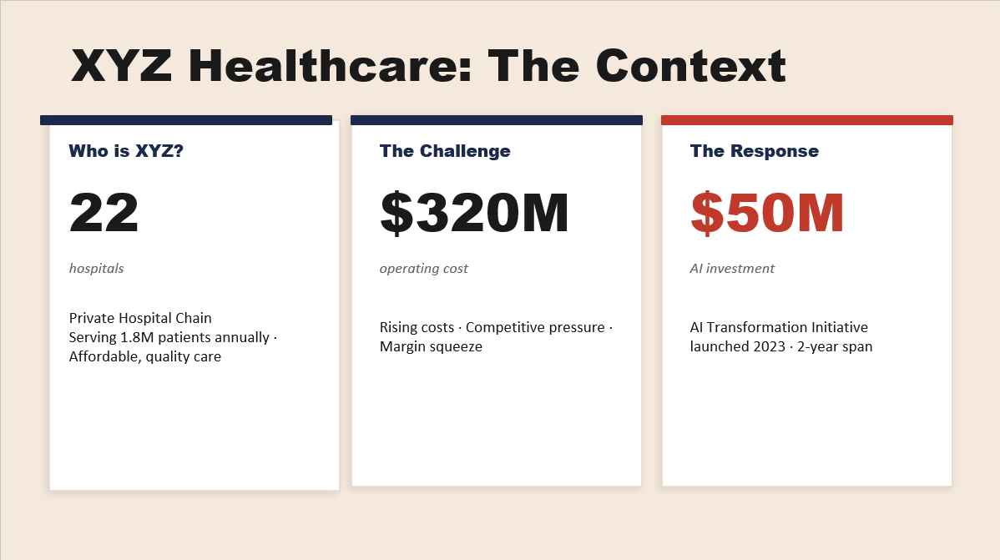 XYZ Healthcare: The Context
Who is XYZ?
22
hospitals
Private Hospital Chain
Serving 1.8M patients annually ·
Affordable, quality care
The Challenge
$320M
operating cost
Rising costs · Competitive pressure ·
Margin squeeze
The Response
$50M
AI investment
AI Transformation Initiative
launched 2023 · 2-year span